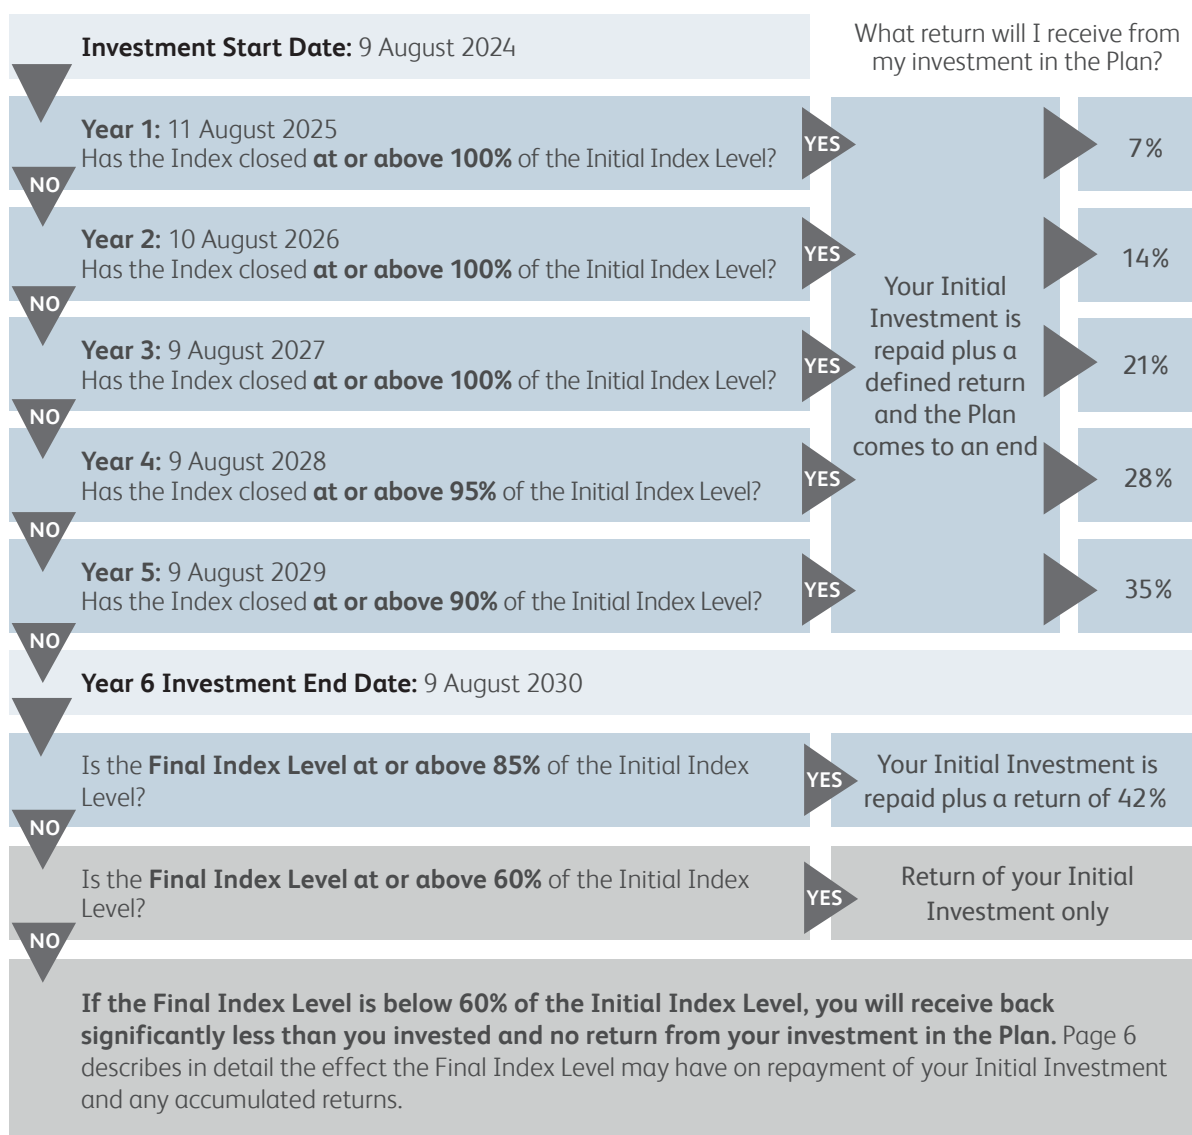 Investment Start Date: 9 August 2024
What return will I receive from
my investment in the Plan?
Year 1: 11 August 2025
Has the Index closed at or above 100% of the Initial Index Level?
YES
7%
NO
Year 2: 10 August 2026
Has the Index closed at or above 100% of the Initial Index Level?
YES
14%
NO
Year 3: 9 August 2027
Has the Index closed at or above 100% of the Initial Index Level?
YES
21%
NO
Year 4: 9 August 2028
Has the Index closed at or above 95% of the Initial Index Level?
YES
28%
NO
Year 5: 9 August 2029
Has the Index closed at or above 90% of the Initial Index Level?
YES
35%
Your Initial
Investment is
repaid plus a
defined return
and the Plan
comes to an end
NO
Year 6 Investment End Date: 9 August 2030
Is the Final Index Level at or above 85% of the Initial Index
Level?
YES
Your Initial Investment is
repaid plus a return of 42%
NO
Is the Final Index Level at or above 60% of the Initial Index
Level?
YES
Return of your Initial
Investment only
NO
If the Final Index Level is below 60% of the Initial Index Level, you will receive back
significantly less than you invested and no return from your investment in the Plan. Page 6
describes in detail the effect the Final Index Level may have on repayment of your Initial Investment
and any accumulated returns.